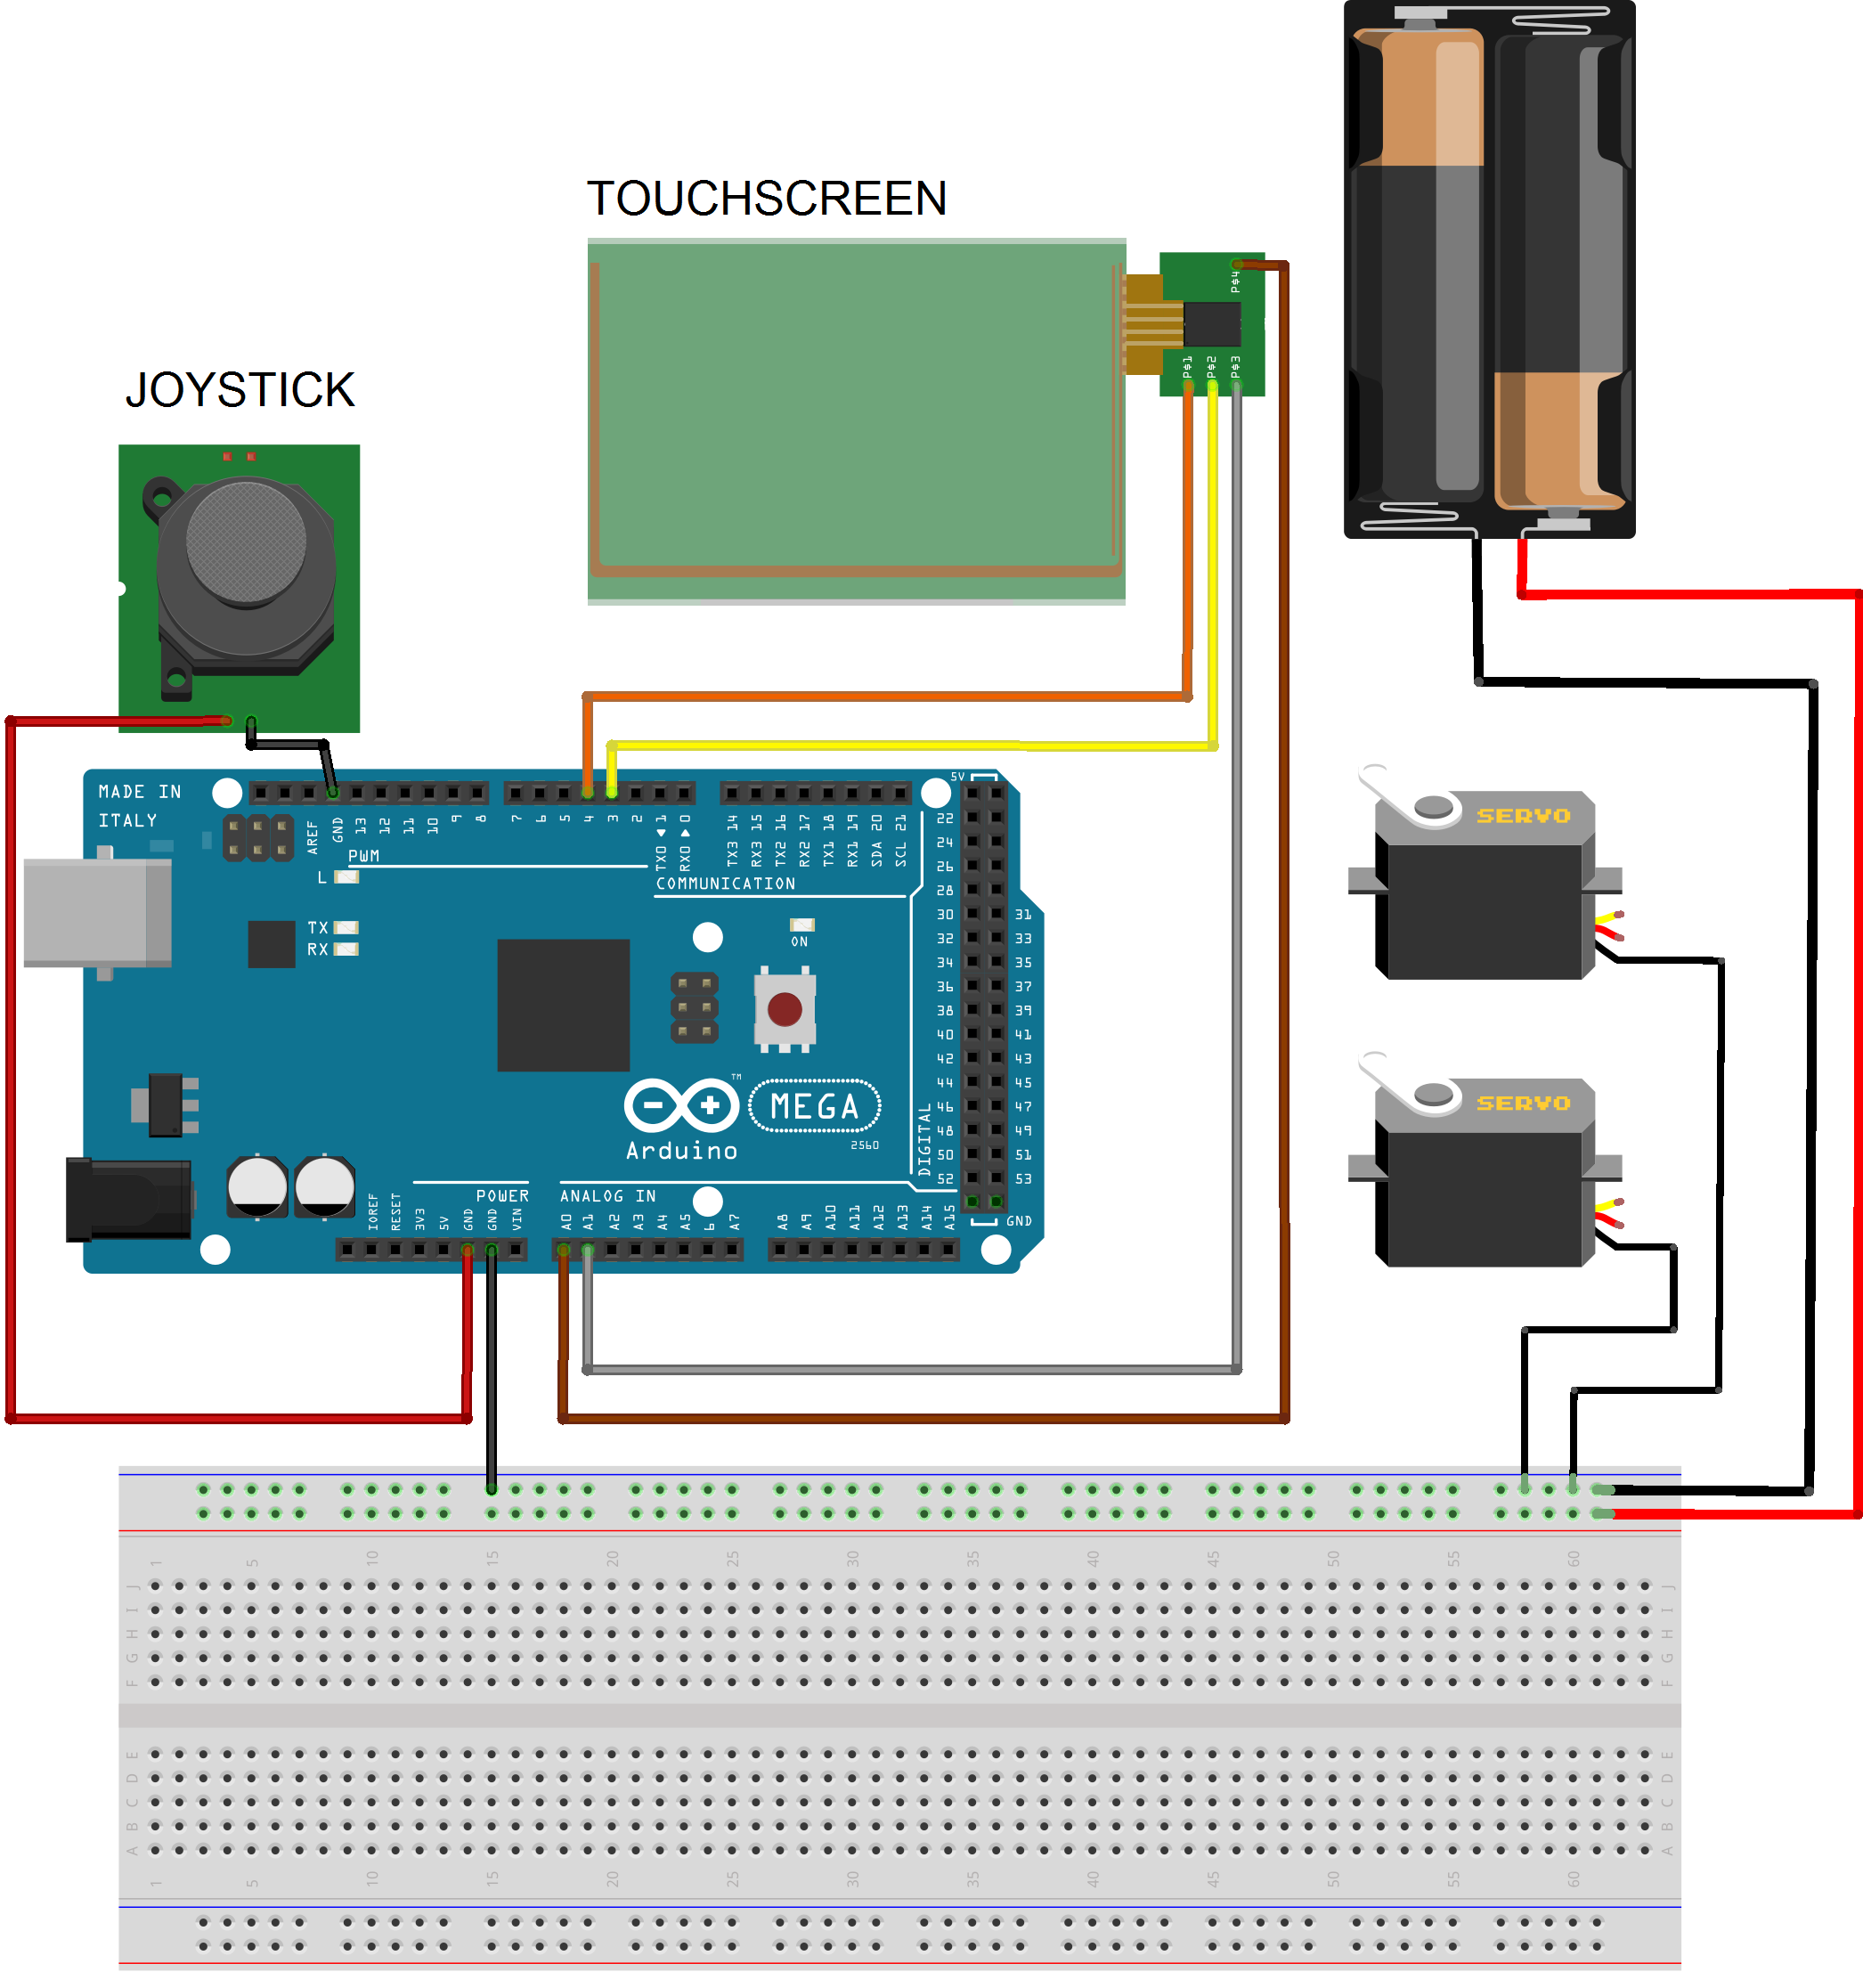 TOUCHSCREEN
P$4
P$1
P$2
P$3
JOYSTICK
MADE IN
ITALY
AREF
GND
13
12
11
10
9
8
7
6
5
4
3
2
TX0 ◀ 1
RX0 ▶ 0
TX3 14
RX3 15
TX2 16
RX2 17
TX1 18
RX1 19
SDA 20
SCL 21
PWM
COMMUNICATION
L
TX
RX
ON
5V
22
24
26
28
30 31
32 33
34 35
36 37
38 39
40 41
42 43
44 45
46 47
48 49
50 51
52 53
GND
DIGITAL
Arduino
TM
MEGA
2560
POWER
ANALOG IN
IOREF
RESET
3V3
5V
GND
GND
VIN
A0
A1
A2
A3
A4
A5
6
A7
A8
A9
A10
A11
A12
A13
A14
A15
SERVO
SERVO
1 5 10 15 20 25 30 35 40 45 50 55 60
J J
I I
H H
G G
F F
E E
D D
C C
B B
A A
1 5 10 15 20 25 30 35 40 45 50 55 60